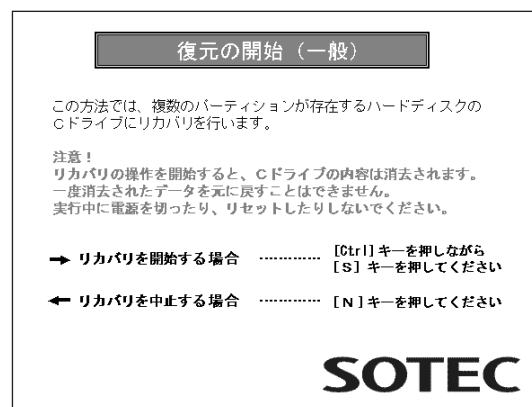 復元の開始（一般）
この方法では、複数のパーティションが存在するハードディスクの
Cドライブにリカバリを行います。
注意！
リカバリの操作を開始すると、Cドライブの内容は消去されます。
一度消去されたデータを元に戻すことはできません。
実行中に電源を切ったり、リセットしたりしないでください。
➞ リカバリを開始する場合 ………… [Ctrl]キーを押しながら
[S] キーを押してください
← リカバリを中止する場合 ………… [N]キーを押してください
SOTEC